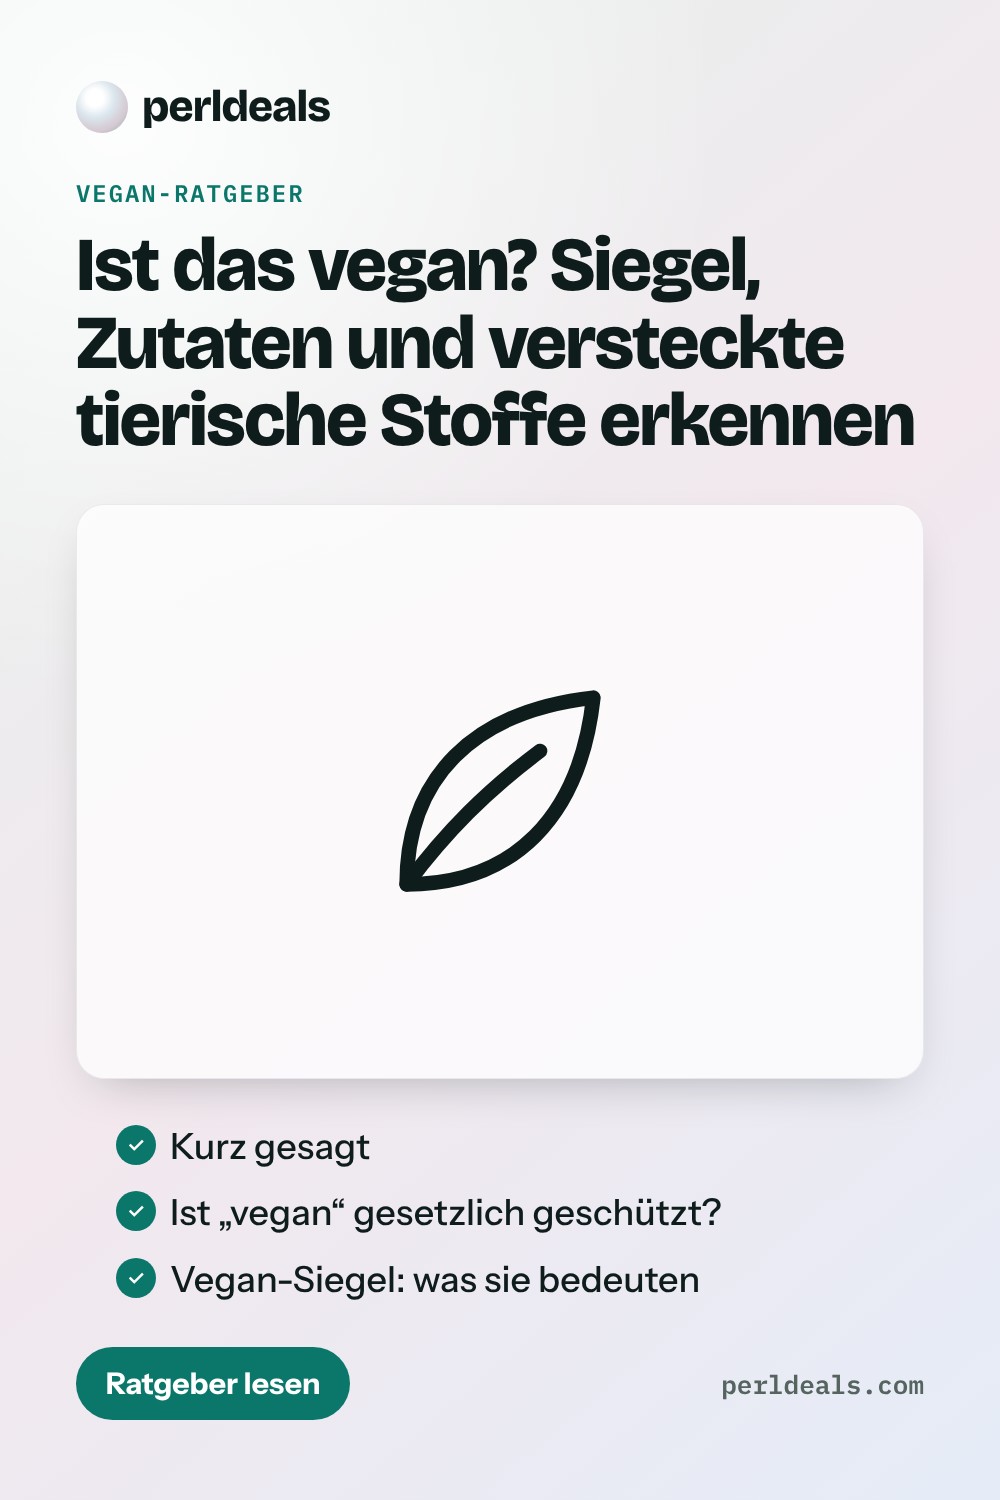 perldeals
VEGAN-RATGEBER
Ist das vegan? Siegel,
Zutaten und versteckte
tierische Stoffe erkennen
Kurz gesagt
Ist „vegan“ gesetzlich geschützt?
Vegan-Siegel: was sie bedeuten
Ratgeber lesen
perldeals.com